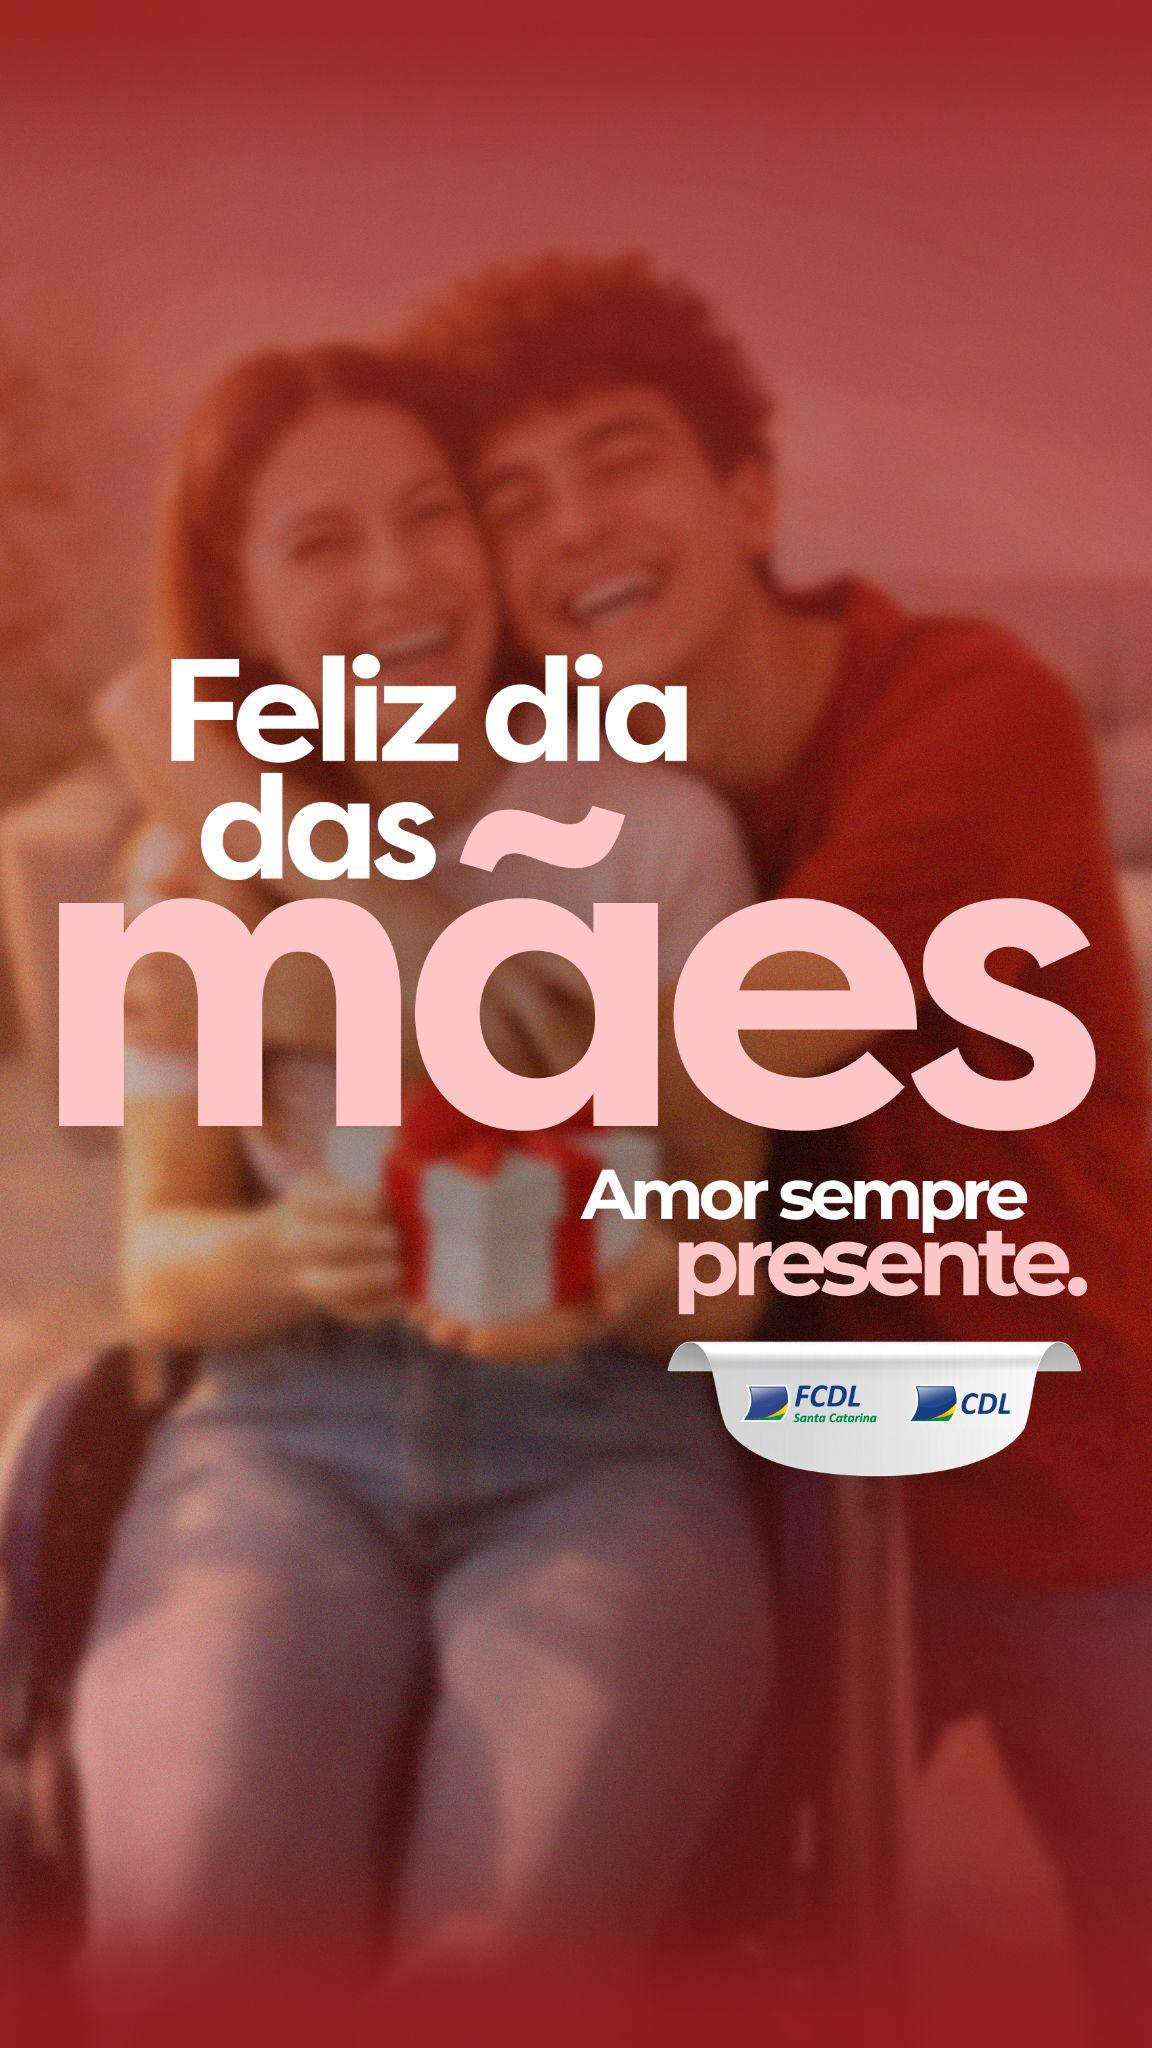 Feliz dia
das
mães
Amor sempre
presente.
FCDL
Santa Catarina
CDL